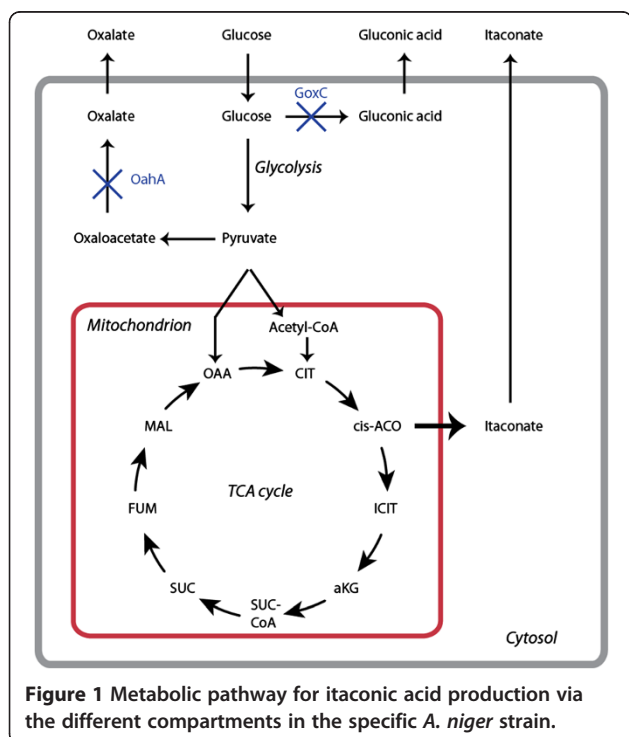 Oxalate Glucose Gluconic acid Itaconate
GoxC
Oxalate Glucose Gluconic acid
Glycolysis
OahA
Oxaloacetate Pyruvate
Mitochondrion Acetyl-CoA
OAA CIT
MAL cis-ACO Itaconate
TCA cycle
FUM ICIT
SUC aKG
SUC-
CoA
Cytosol
Figure 1 Metabolic pathway for itaconic acid production via
the different compartments in the specific A. niger strain.